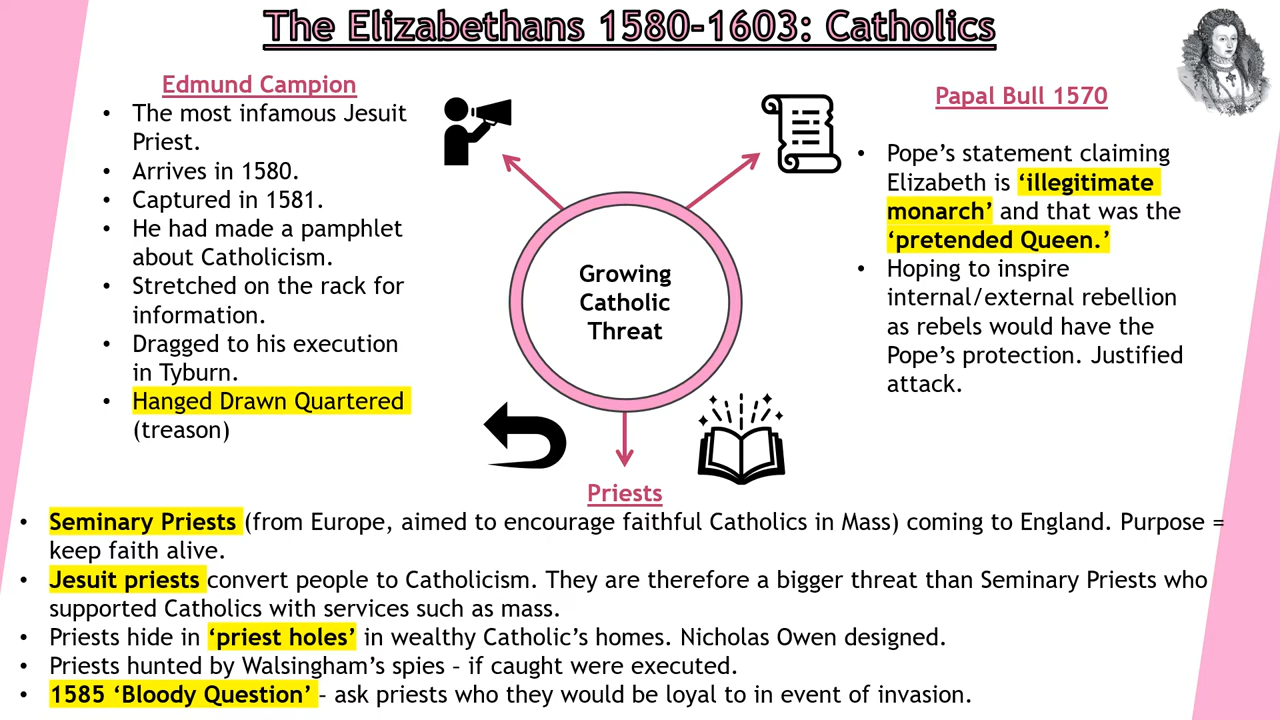 The Elizabethans 1580-1603: Catholics
Edmund Campion
• The most infamous Jesuit
Priest.
• Arrives in 1580.
• Captured in 1581.
• He had made a pamphlet
about Catholicism.
• Stretched on the rack for
information.
• Dragged to his execution
in Tyburn.
• Hanged Drawn Quartered
(treason)
Growing
Catholic
Threat
Papal Bull 1570
• Pope’s statement claiming
Elizabeth is ‘illegitimate
monarch’ and that was the
‘pretended Queen.’
• Hoping to inspire
internal/external rebellion
as rebels would have the
Pope’s protection. Justified
attack.
Priests
• Seminary Priests (from Europe, aimed to encourage faithful Catholics in Mass) coming to England. Purpose =
keep faith alive.
• Jesuit priests convert people to Catholicism. They are therefore a bigger threat than Seminary Priests who
supported Catholics with services such as mass.
• Priests hide in ‘priest holes’ in wealthy Catholic’s homes. Nicholas Owen designed.
• Priests hunted by Walsingham’s spies – if caught were executed.
• 1585 ‘Bloody Question’ – ask priests who they would be loyal to in event of invasion.